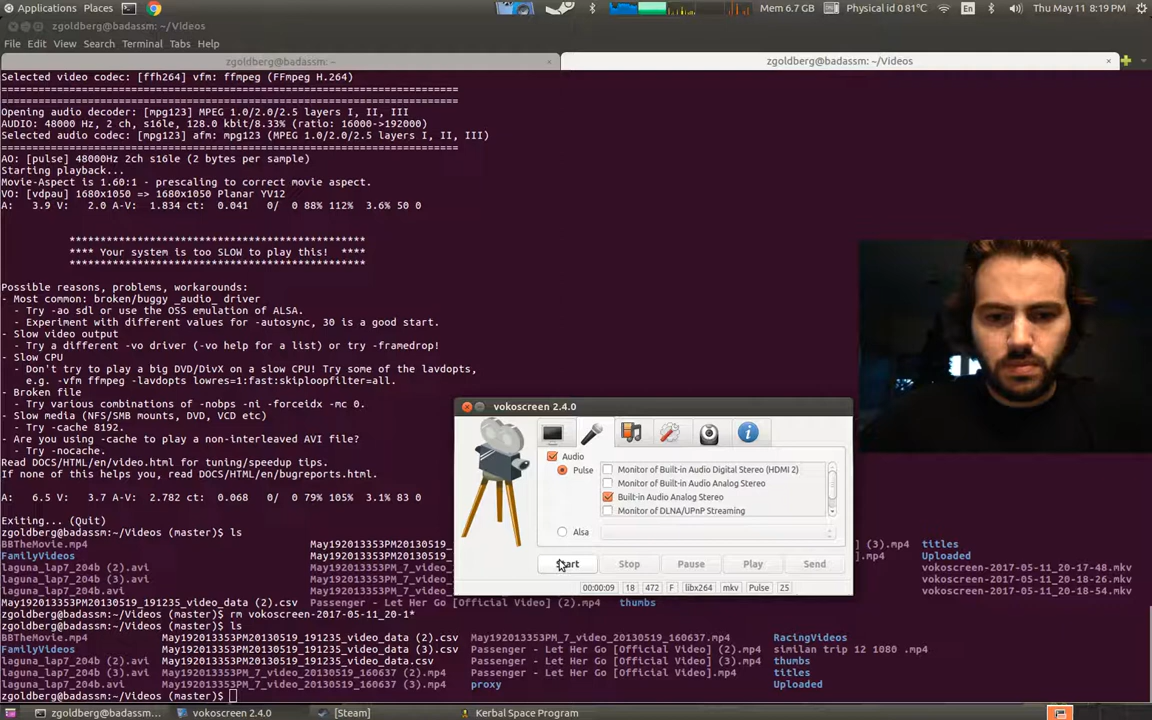 Applications Places Mem 6.7 GB Physical id 0 81°C En Thu May 11 8:19 PM
zgoldberg@badassm: ~/Videos
File Edit View Search Terminal Tabs Help
zgoldberg@badassm: ~ × zgoldberg@badassm: ~/Videos ×
Selected video codec: [ffh264] vfm: ffmpeg (FFmpeg H.264)
==========================================================================
==========================================================================
Opening audio decoder: [mpg123] MPEG 1.0/2.0/2.5 layers I, II, III
AUDIO: 48000 Hz, 2 ch, s16le, 128.0 kbit/8.33% (ratio: 16000->192000)
Selected audio codec: [mpg123] afm: mpg123 (MPEG 1.0/2.0/2.5 layers I, II, III)
==========================================================================
AO: [pulse] 48000Hz 2ch s16le (2 bytes per sample)
Starting playback...
Movie-Aspect is 1.60:1 - prescaling to correct movie aspect.
VO: [vdpau] 1680x1050 => 1680x1050 Planar YV12
A:   3.9 V:   2.0 A-V:  1.834 ct:  0.041   0/  0 88% 112%  3.6% 50 0
************************************************
**** Your system is too SLOW to play this!  ****
************************************************
Possible reasons, problems, workarounds:
- Most common: broken/buggy _audio_ driver
- Try -ao sdl or use the OSS emulation of ALSA.
- Experiment with different values for -autosync, 30 is a good start.
- Slow video output
- Try a different -vo driver (-vo help for a list) or try -framedrop!
- Slow CPU
- Don't try to play a big DVD/DivX on a slow CPU! Try some of the lavdopts,
e.g. -vfm ffmpeg -lavdopts lowres=1:fast:skiploopfilter=all.
- Broken file
- Try various combinations of -nobps -ni -forceidx -mc 0.
- Slow media (NFS/SMB mounts, DVD, VCD etc)
- Try -cache 8192.
- Are you using -cache to play a non-interleaved AVI file?
- Try -nocache.
Read DOCS/HTML/en/video.html for tuning/speedup tips.
If none of this helps you, read DOCS/HTML/en/bugreports.html.
A:   6.5 V:   3.7 A-V:  2.782 ct:  0.068   0/  0 79% 105%  3.1% 83 0
Exiting... (Quit)
zgoldberg@badassm:~/Videos (master)$ ls
BBTheMovie.mp4 May192013353PM20130519_ ] (3).mp4 titles
FamilyVideos May192013353PM20130519_ Uploaded
laguna_lap7_204b (2).avi May192013353PM20130519_ vokoscreen-2017-05-11_20-17-48.mkv
laguna_lap7_204b (3).avi May192013353PM_7_video_ vokoscreen-2017-05-11_20-18-26.mkv
laguna_lap7_204b.avi May192013353PM_7_video_ vokoscreen-2017-05-11_20-18-54.mkv
May192013353PM20130519_191235_video_data (2).csv Passenger - Let Her Go [Official Video] (2).mp4 thumbs
zgoldberg@badassm:~/Videos (master)$ rm vokoscreen-2017-05-11_20-1*
zgoldberg@badassm:~/Videos (master)$ ls
BBTheMovie.mp4 May192013353PM20130519_191235_video_data (2).csv May192013353PM_7_video_20130519_160637.mp4 RacingVideos
FamilyVideos May192013353PM20130519_191235_video_data (3).csv Passenger - Let Her Go [Official Video] (2).mp4 similan trip 12 1080 .mp4
laguna_lap7_204b (2).avi May192013353PM20130519_191235_video_data.csv Passenger - Let Her Go [Official Video] (3).mp4 thumbs
laguna_lap7_204b (3).avi May192013353PM_7_video_20130519_160637 (2).mp4 Passenger - Let Her Go [Official Video].mp4 titles
laguna_lap7_204b.avi May192013353PM_7_video_20130519_160637 (3).mp4 proxy Uploaded
zgoldberg@badassm:~/Videos (master)$
vokoscreen 2.4.0
Audio
Pulse Monitor of Built-in Audio Digital Stereo (HDMI 2)
Monitor of Built-in Audio Analog Stereo
Built-in Audio Analog Stereo
Monitor of DLNA/UPnP Streaming
Alsa
Start Stop Pause Play Send
00:00:09 18 472 F libx264 mkv Pulse 25
zgoldberg@badassm:... vokoscreen 2.4.0 [Steam] Kerbal Space Program